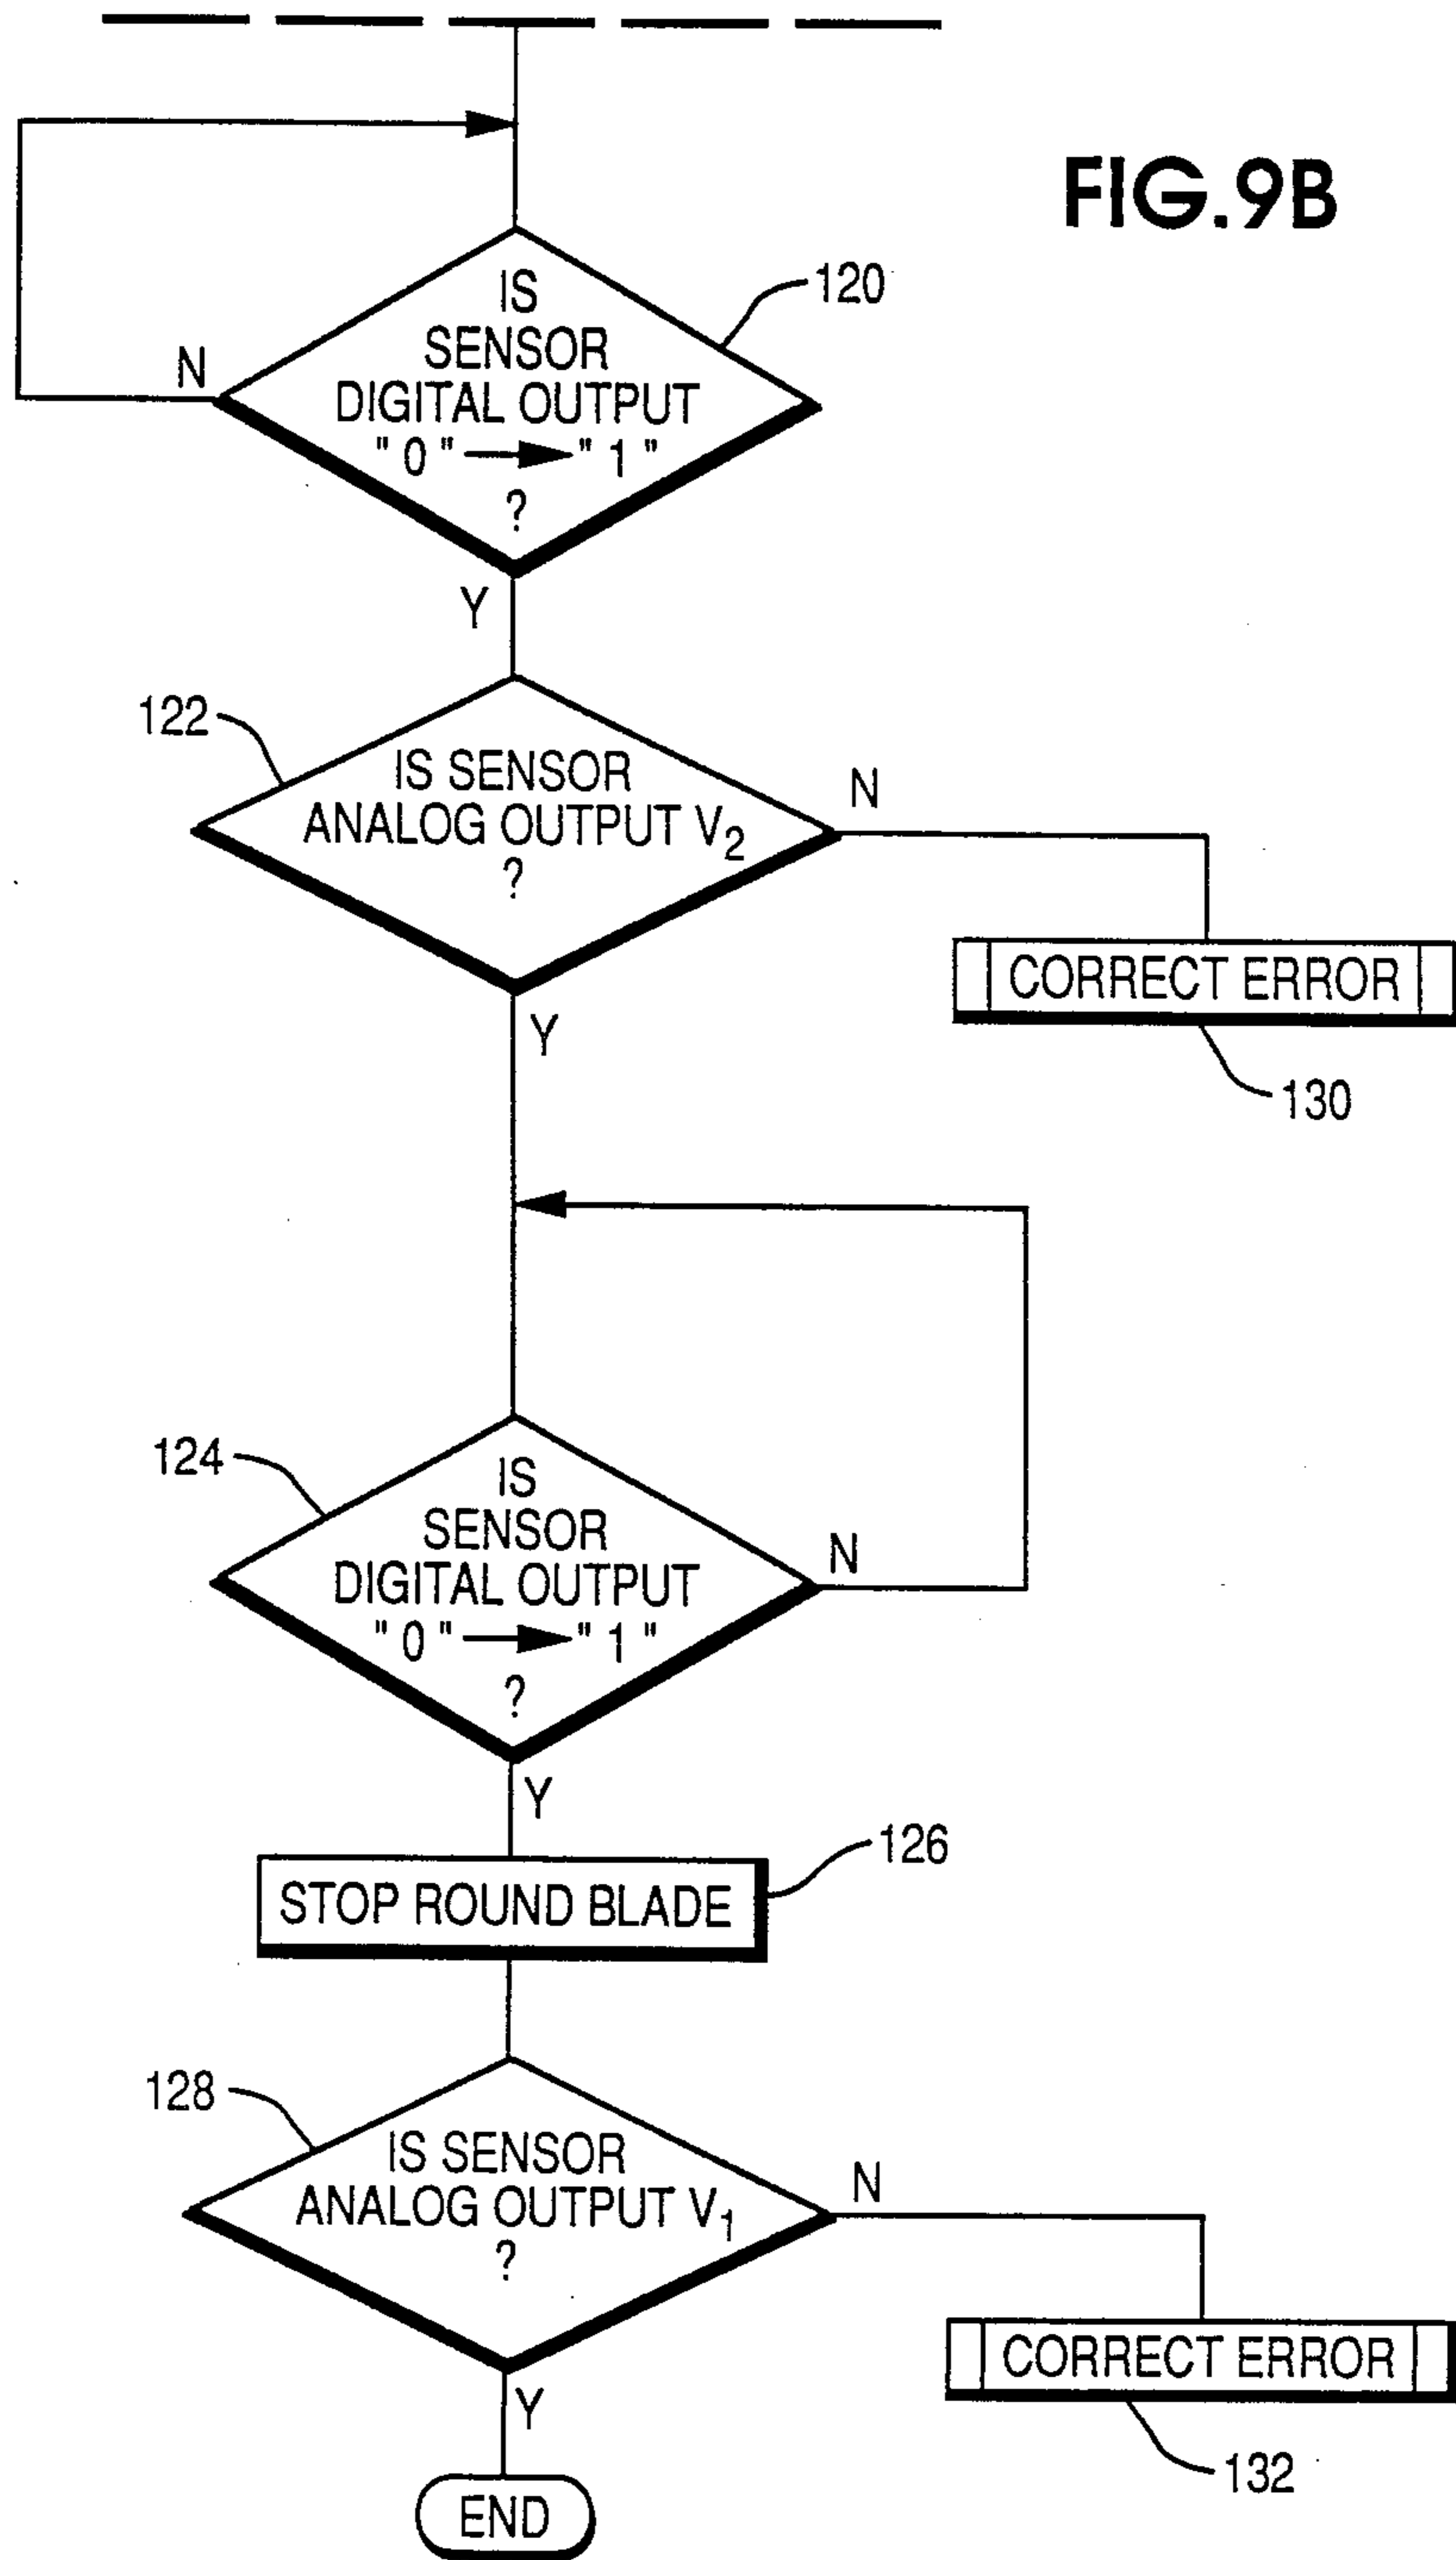 FIG.9B
120
IS
SENSOR
DIGITAL OUTPUT
"0"→"1"
?
N
Y
122
IS SENSOR
ANALOG OUTPUT V₂
?
N
CORRECT ERROR
130
Y
124
IS
SENSOR
DIGITAL OUTPUT
"0"→"1"
?
N
Y
126
STOP ROUND BLADE
128
IS SENSOR
ANALOG OUTPUT V₁
?
N
CORRECT ERROR
132
Y
END